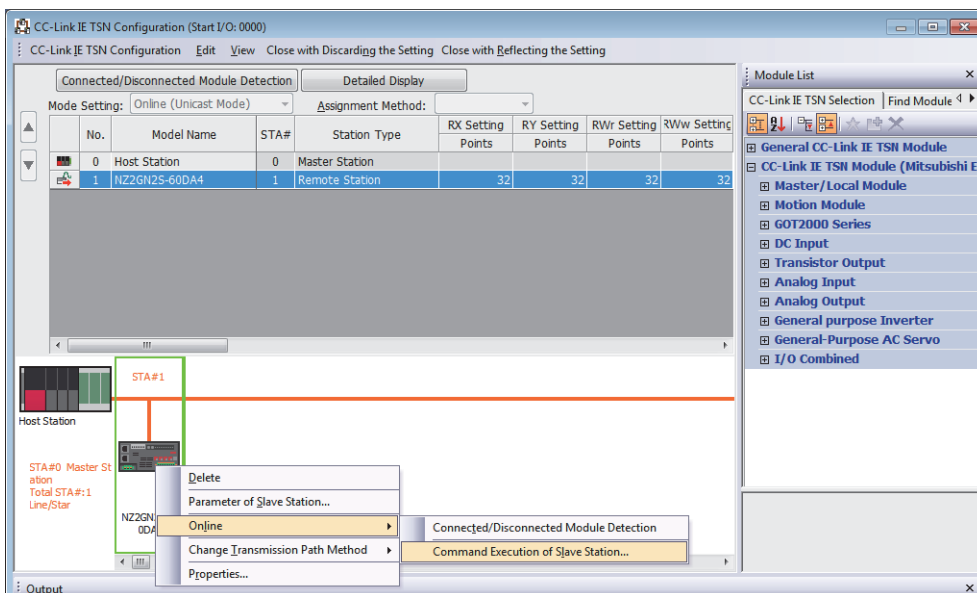 CC-Link IE TSN Configuration (Start I/O: 0000)
CC-Link IE TSN Configuration Edit View Close with Discarding the Setting Close with Reflecting the Setting
Connected/Disconnected Module Detection Detailed Display
Mode Setting: Online (Unicast Mode) Assignment Method:
No. Model Name STA# Station Type RX Setting RY Setting RWr Setting RWw Setting
Points Points Points Points
0 Host Station 0 Master Station
1 NZ2GN2S-60DA4 1 Remote Station 32 32 32 32
STA#1
Host Station
STA#0 Master St
ation
Total STA#:1
Line/Star
NZ2GN
0DA
Delete
Parameter of Slave Station...
Online
Change Transmission Path Method
Properties...
Connected/Disconnected Module Detection
Command Execution of Slave Station...
Module List
CC-Link IE TSN Selection Find Module
General CC-Link IE TSN Module
CC-Link IE TSN Module (Mitsubishi E
Master/Local Module
Motion Module
GOT2000 Series
DC Input
Transistor Output
Analog Input
Analog Output
General purpose Inverter
General-Purpose AC Servo
I/O Combined
Output